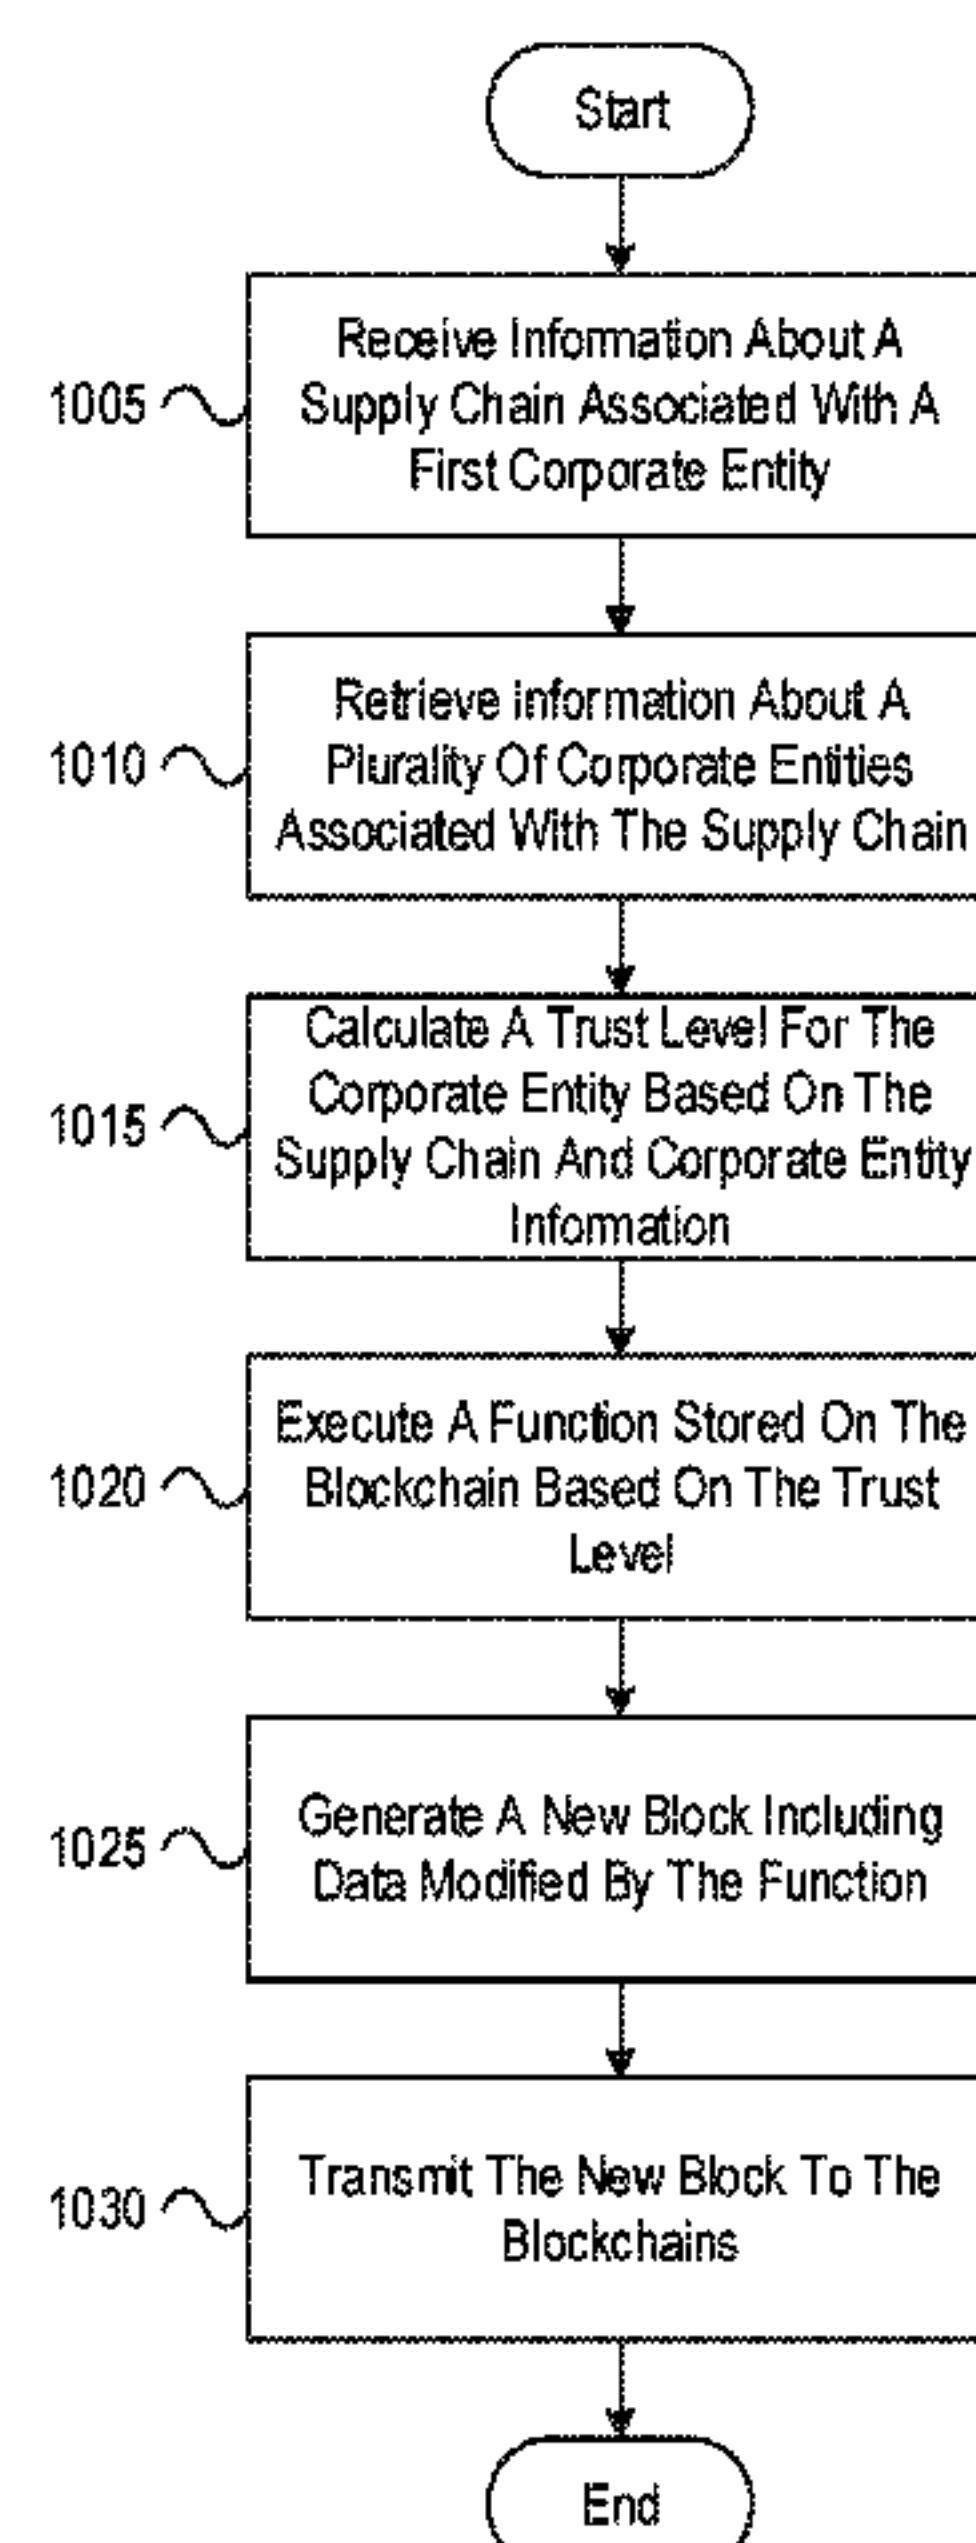 Start
Receive Information About A
Supply Chain Associated With A
First Corporate Entity
1005
Retrieve information About A
Plurality Of Corporate Entities
Associated With The Supply Chain
1010
Calculate A Trust Level For The
Corporate Entity Based On The
Supply Chain And Corporate Entity
Information
1015
Execute A Function Stored On The
Blockchain Based On The Trust
Level
1020
Generate A New Block Including
Data Modified By The Function
1025
Transmit The New Block To The
Blockchains
1030
End